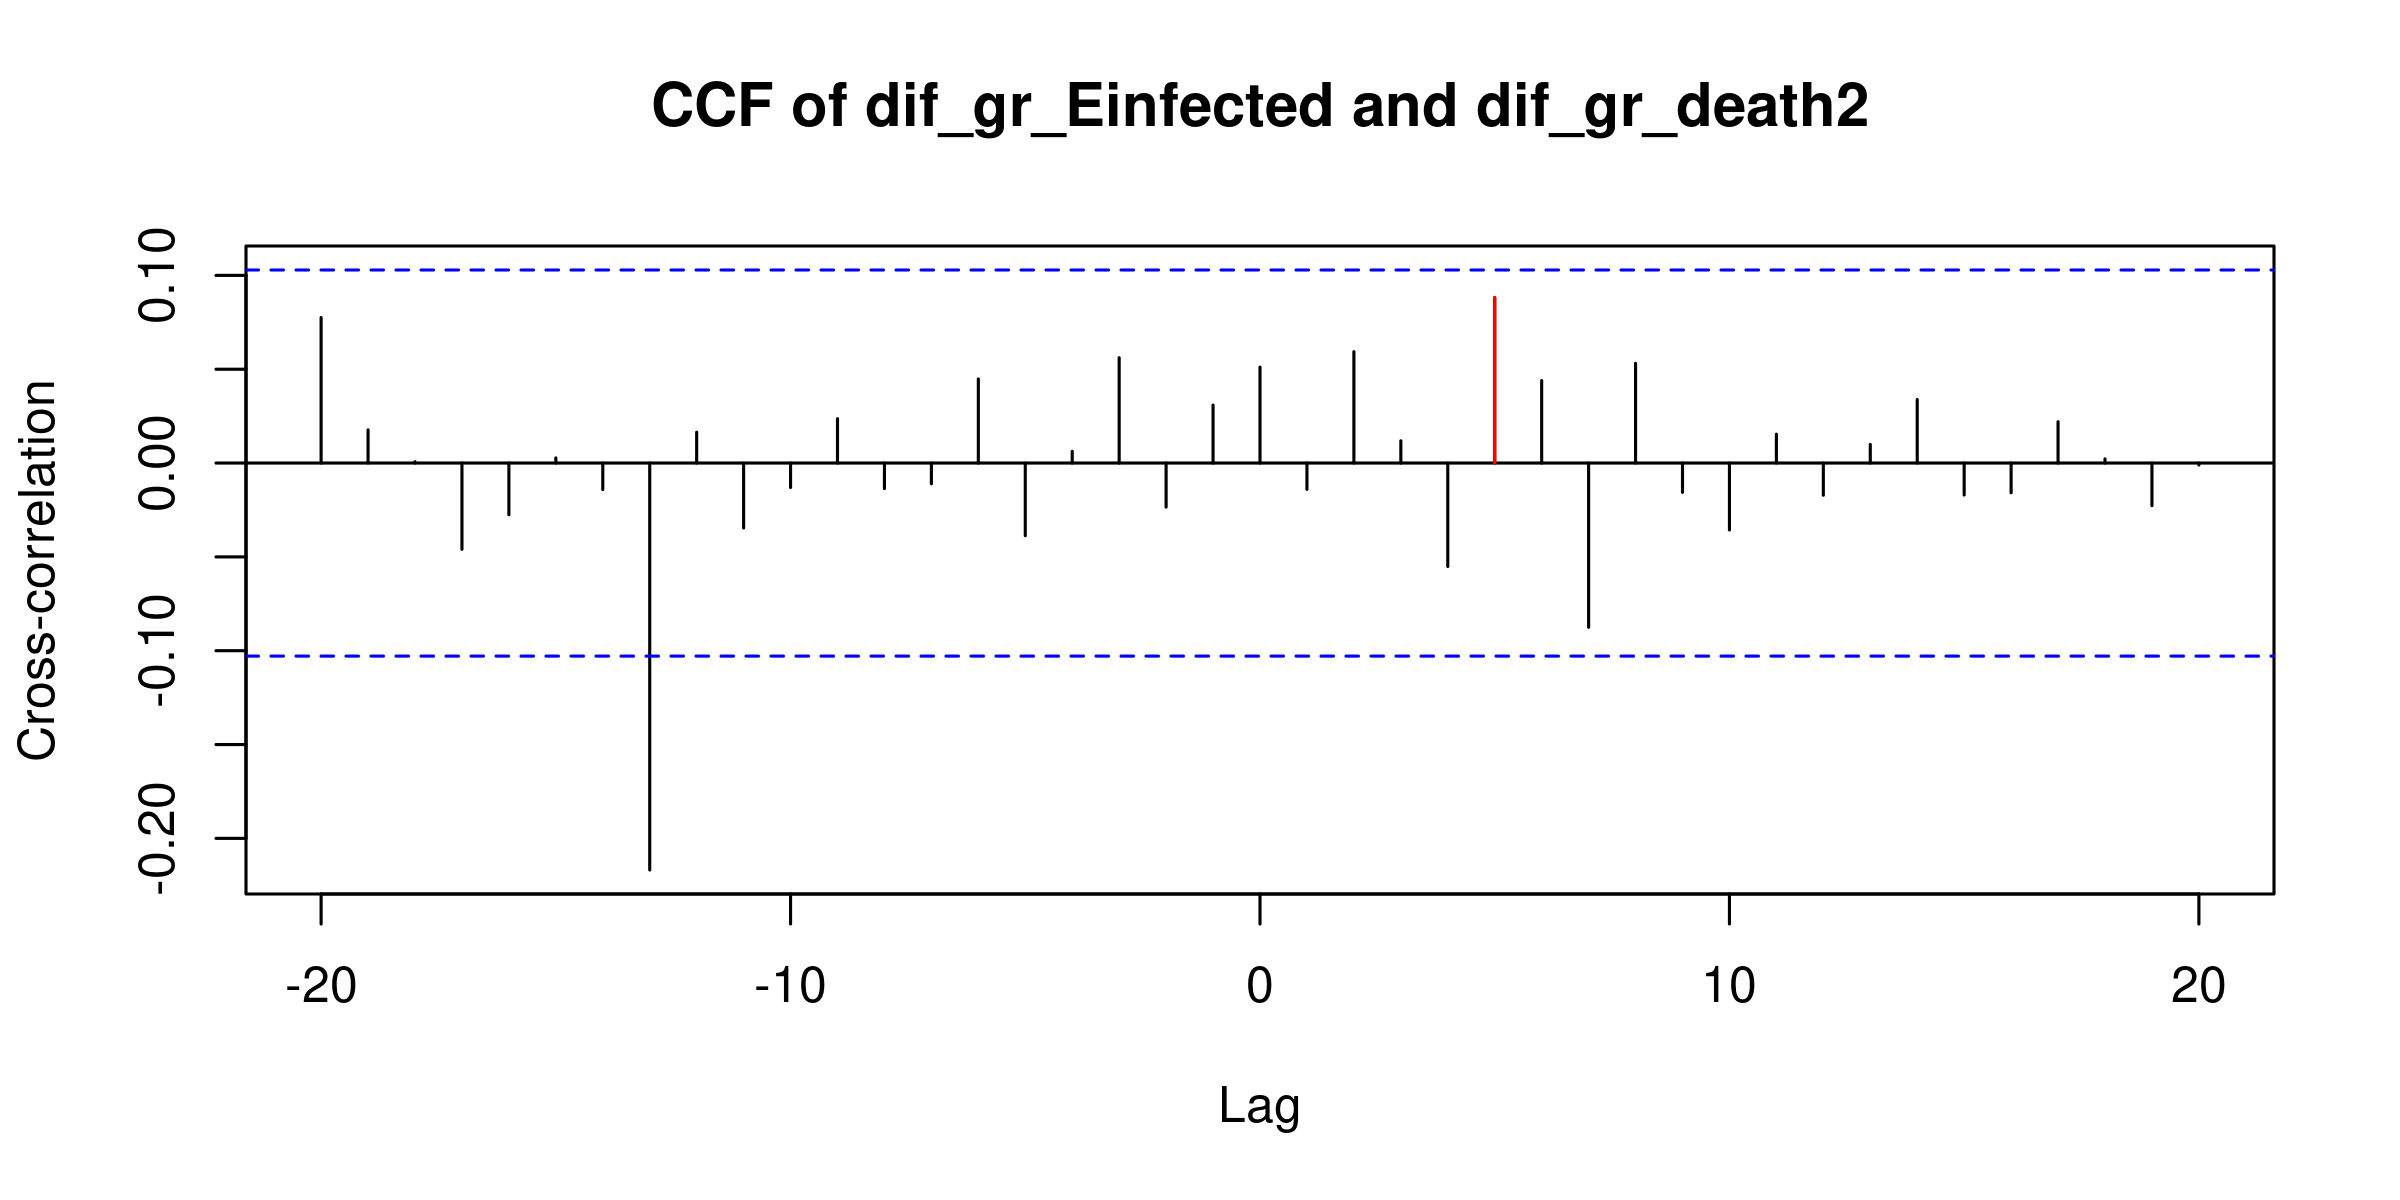 CCF of dif_gr_Einfected and dif_gr_death2
Cross-correlation
0.10
0.00
-0.10
-0.20
-20 -10 0 10 20
Lag